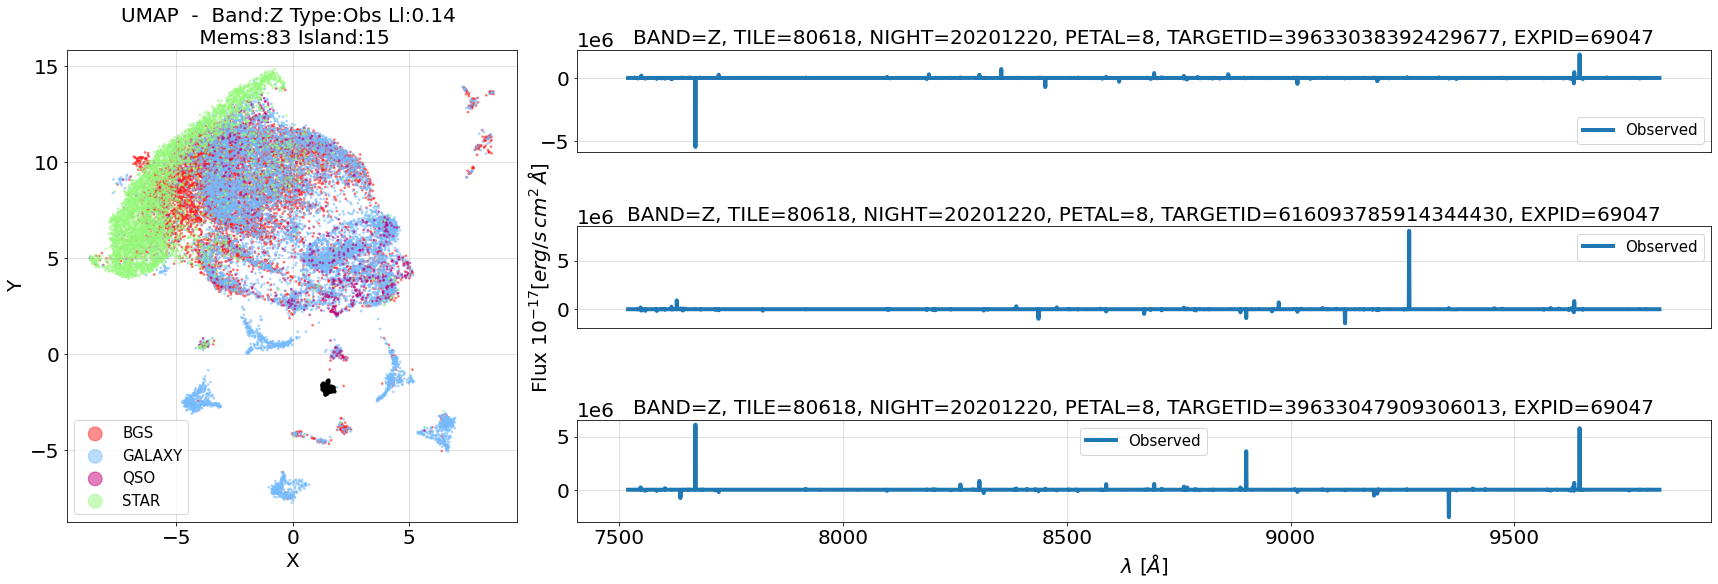 UMAP - Band:Z Type:Obs Ll:0.14
Mems:83 Island:15
15
10
5
0
−5
Y
−5
0
5
X
BGS
GALAXY
QSO
STAR
Flux 10⁻¹⁷[erg/s cm² Å]
1e6 BAND=Z, TILE=80618, NIGHT=20201220, PETAL=8, TARGETID=39633038392429677, EXPID=69047
0
−5
Observed
1e6 BAND=Z, TILE=80618, NIGHT=20201220, PETAL=8, TARGETID=616093785914344430, EXPID=69047
5
0
Observed
1e6 BAND=Z, TILE=80618, NIGHT=20201220, PETAL=8, TARGETID=39633047909306013, EXPID=69047
5
0
Observed
7500
8000
8500
9000
9500
λ [Å]